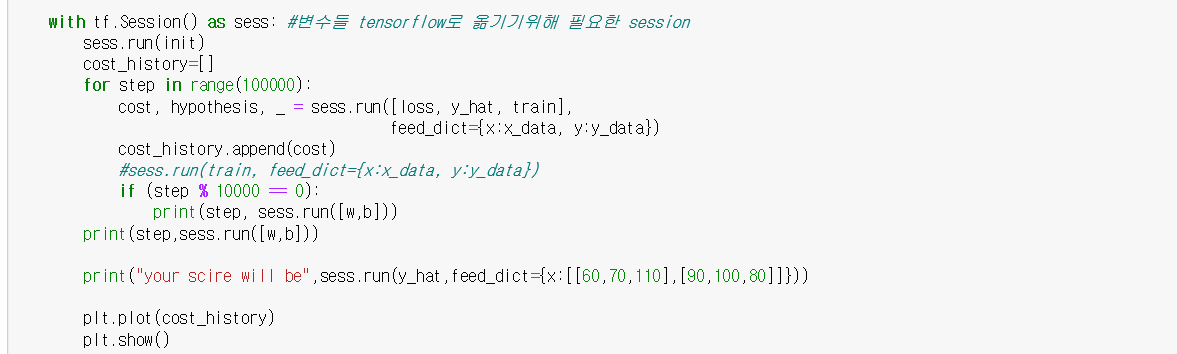 with tf.Session() as sess: #변수들 tensorflow로 옮기기위해 필요한 session
sess.run(init)
cost_history=[]
for step in range(100000):
cost, hypothesis, _ = sess.run([loss, y_hat, train],
feed_dict={x:x_data, y:y_data})
cost_history.append(cost)
#sess.run(train, feed_dict={x:x_data, y:y_data})
if (step % 10000 == 0):
print(step, sess.run([w,b]))
print(step,sess.run([w,b]))
print("your scire will be",sess.run(y_hat,feed_dict={x:[[60,70,110],[90,100,80]]}))
plt.plot(cost_history)
plt.show()